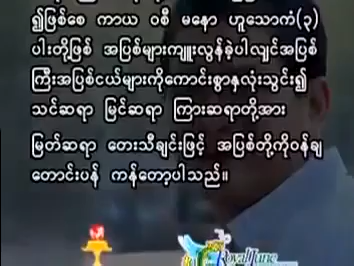 ၍ဖြစ်စေ ကာယ ဝစီ မနော ဟူသောကံ(၃)
ပါးတို့ဖြစ် အပြစ်များကျူးလွန်ခဲ့ပါလျှင်အပြစ်
ကြီးအပြစ်ငယ်များကိုကောင်းစွာနှလုံးသွင်း၍
သင်ဆရာ မြင်ဆရာ ကြားဆရာတို့အား
မြတ်ဆရာ တေးသီချင်းဖြင့် အပြစ်တို့ကိုဝန်ချ
တောင်းပန် ကန်တော့ပါသည်။
RoyalJune